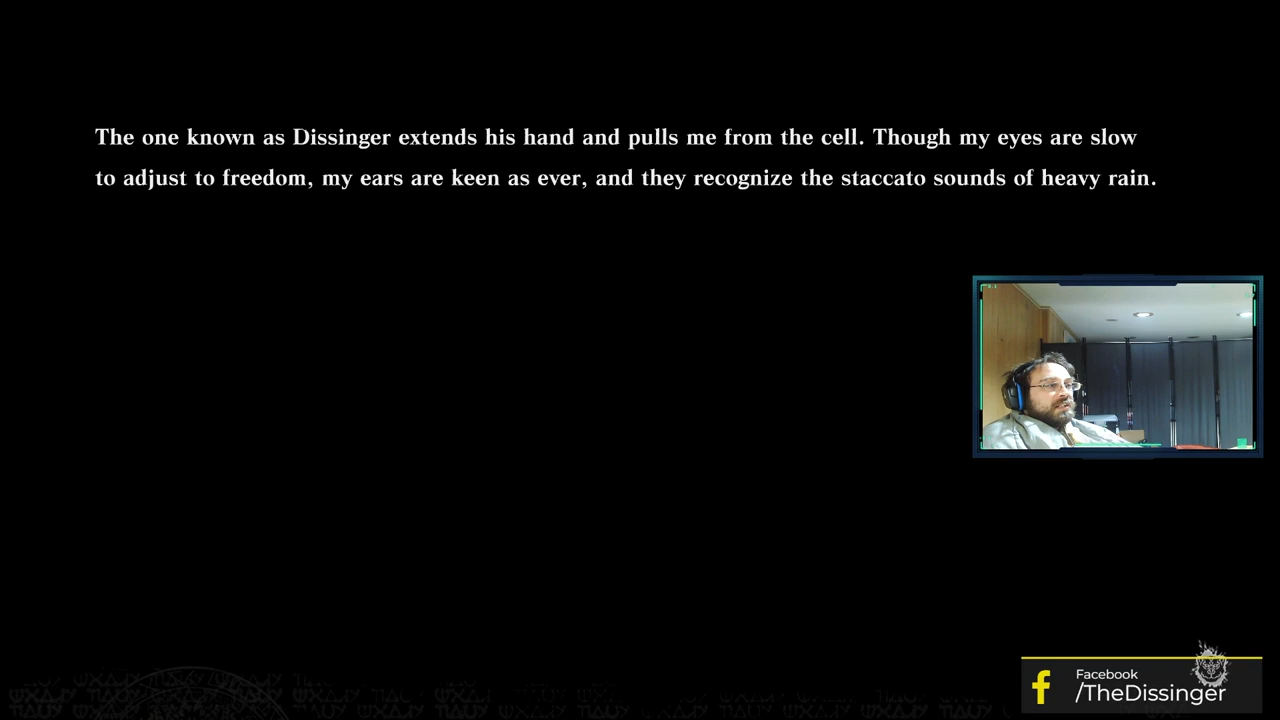 The one known as Dissinger extends his hand and pulls me from the cell. Though my eyes are slow
to adjust to freedom, my ears are keen as ever, and they recognize the staccato sounds of heavy rain.
Facebook
/TheDissinger